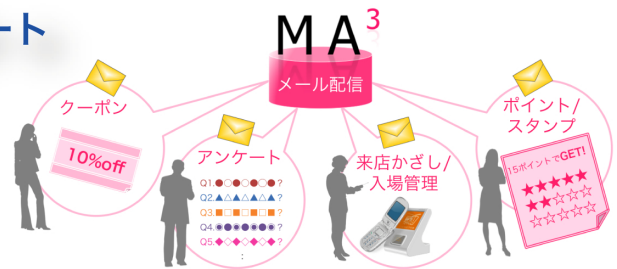 ート
MA3
メール配信
クーポン
10%off
アンケート
Q1.●●○●○●○?
Q2.▲△△▲△▲△?
Q3.■□■□■□?
Q4.◉●●●●◉?
Q5.◆◇◆◇◆◇?
:
来店かざし/
入場管理
ポイント/
スタンプ
15ポイントでGET!
★★★★★
★★☆☆☆
☆☆☆☆☆